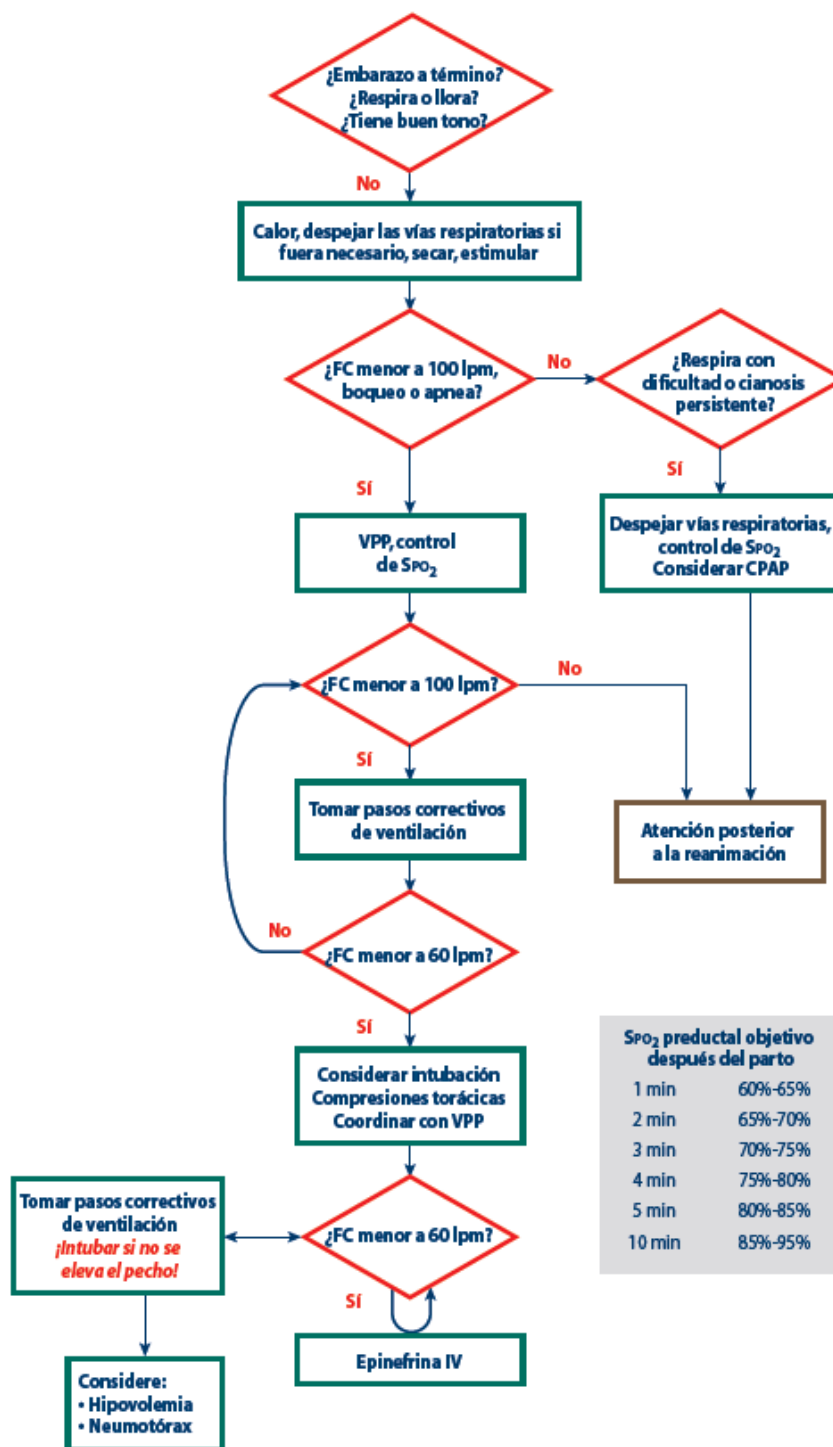 ¿Embarazo a término?
¿Respira o llora?
¿Tiene buen tono?
No
Calor, despejar las vías respiratorias si
fuera necesario, secar, estimular
¿FC menor a 100 lpm,
boqueo o apnea?
No
¿Respira con
dificultad o cianosis
persistente?
Sí
Sí
VPP, control
de SPO₂
Despejar vías respiratorias,
control de SPO₂
Considerar CPAP
¿FC menor a 100 lpm?
No
Sí
Tomar pasos correctivos
de ventilación
Atención posterior
a la reanimación
No
¿FC menor a 60 lpm?
Sí
Considerar intubación
Compresiones torácicas
Coordinar con VPP
SPO₂ preductal objetivo
después del parto
1 min 60%-65%
2 min 65%-70%
3 min 70%-75%
4 min 75%-80%
5 min 80%-85%
10 min 85%-95%
Tomar pasos correctivos
de ventilación
¡Intubar si no se
eleva el pecho!
¿FC menor a 60 lpm?
Sí
Epinefrina IV
Considere:
• Hipovolemia
• Neumotórax